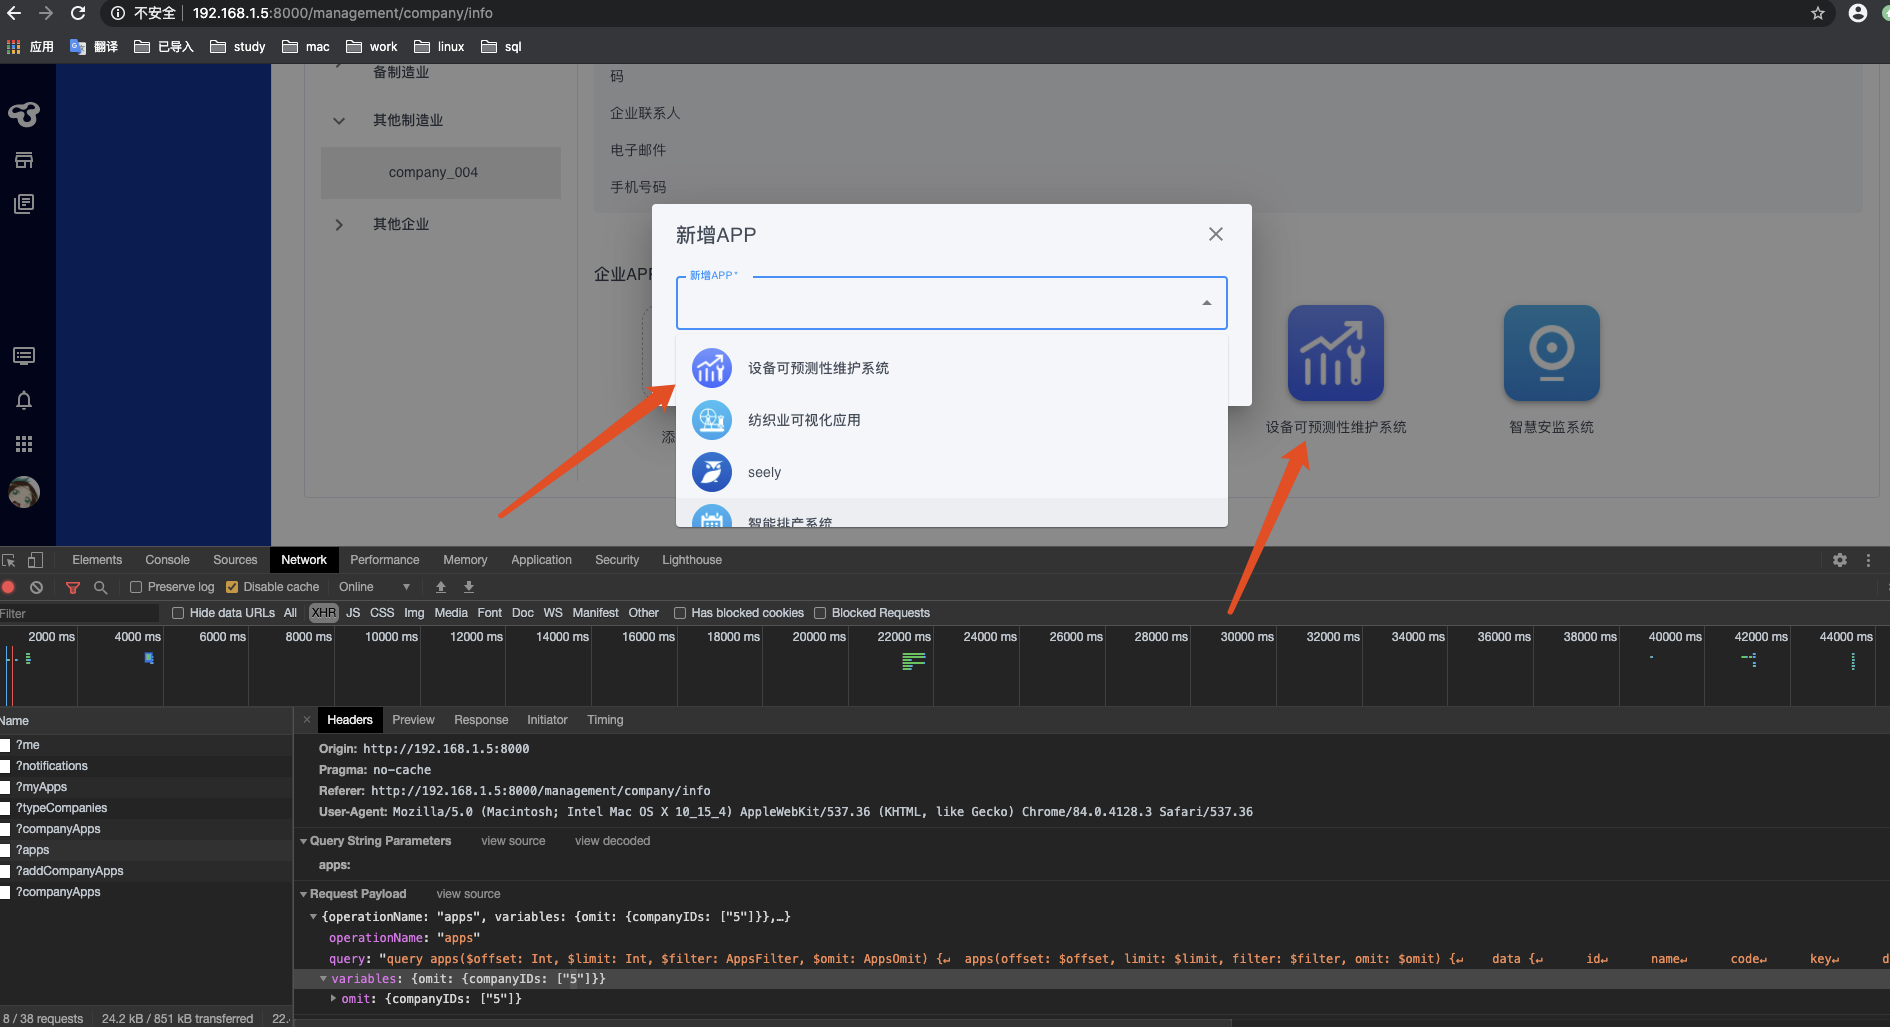 不安全 192.168.1.5:8000/management/company/info
应用 翻译 已导入 study mac work linux sql
备制造业
码
企业联系人
其他制造业
电子邮件
company_004
手机号码
其他企业
新增APP
企业APP
新增APP*
设备可预测性维护系统
纺织业可视化应用
seely
智能排产系统
添
设备可预测性维护系统
智慧安监系统
Elements Console Sources Network Performance Memory Application Security Lighthouse
Preserve log Disable cache Online
Filter Hide data URLs All XHR JS CSS Img Media Font Doc WS Manifest Other Has blocked cookies Blocked Requests
2000 ms 4000 ms 6000 ms 8000 ms 10000 ms 12000 ms 14000 ms 16000 ms 18000 ms 20000 ms 22000 ms 24000 ms 26000 ms 28000 ms 30000 ms 32000 ms 34000 ms 36000 ms 38000 ms 40000 ms 42000 ms 44000 ms
Name
?me
?notifications
?myApps
?typeCompanies
?companyApps
?apps
?addCompanyApps
?companyApps
8 / 38 requests 24.2 kB / 851 kB transferred 22.
× Headers Preview Response Initiator Timing
Origin: http://192.168.1.5:8000
Pragma: no-cache
Referer: http://192.168.1.5:8000/management/company/info
User-Agent: Mozilla/5.0 (Macintosh; Intel Mac OS X 10_15_4) AppleWebKit/537.36 (KHTML, like Gecko) Chrome/84.0.4128.3 Safari/537.36
Query String Parameters view source view decoded
apps:
Request Payload view source
{operationName: "apps", variables: {omit: {companyIDs: ["5"]}},…}
operationName: "apps"
query: "query apps($offset: Int, $limit: Int, $filter: AppsFilter, $omit: AppsOmit) {↵ apps(offset: $offset, limit: $limit, filter: $filter, omit: $omit) {↵ data {↵ id↵ name↵ code↵ key↵ d
variables: {omit: {companyIDs: ["5"]}}
omit: {companyIDs: ["5"]}